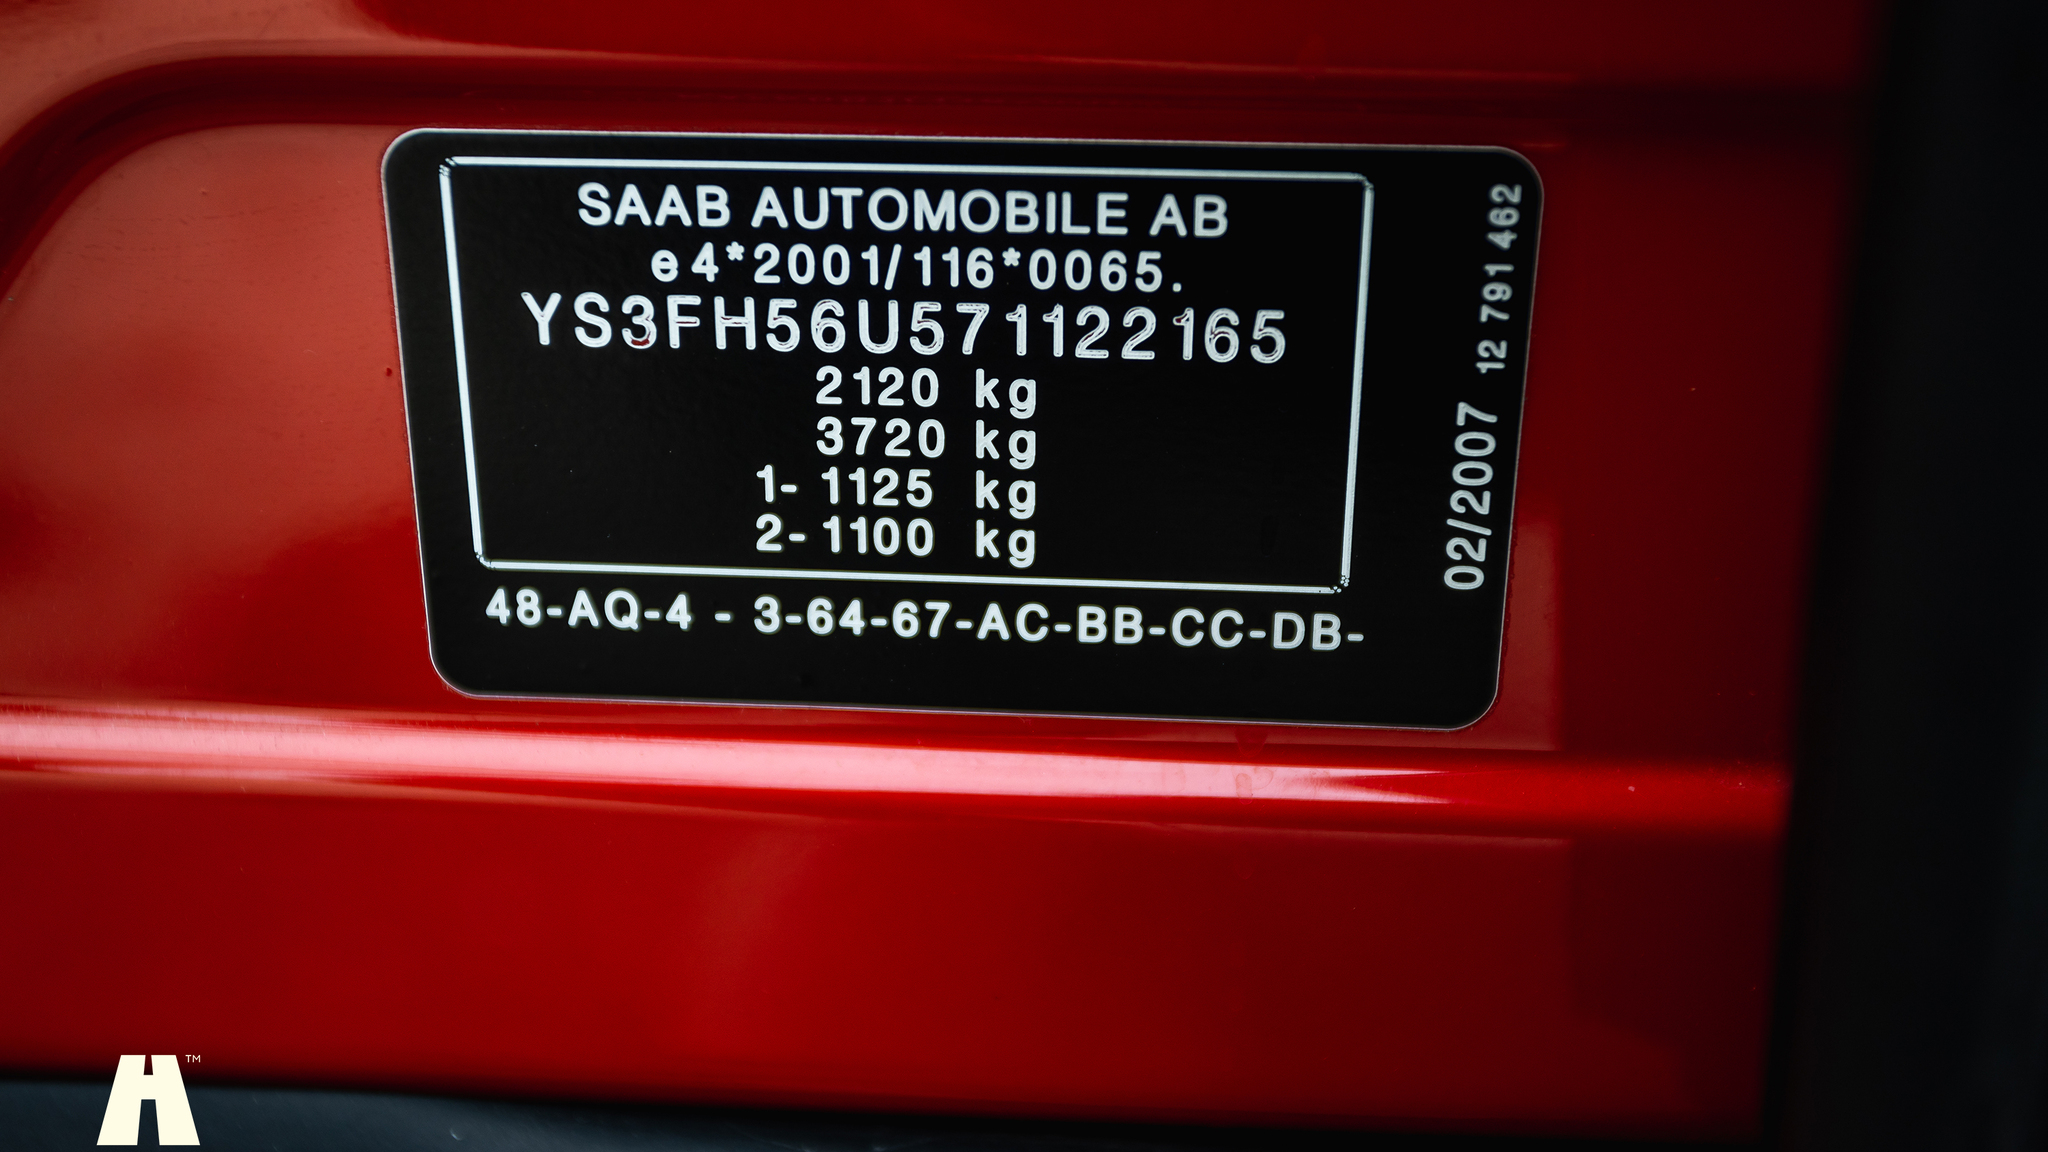 SAAB AUTOMOBILE AB
e4*2001/116*0065.
YS3FH56U571122165
2120 kg
3720 kg
1- 1125 kg
2- 1100 kg
48-AQ-4 - 3-64-67-AC-BB-CC-DB-
02/2007 12 791 462
TM